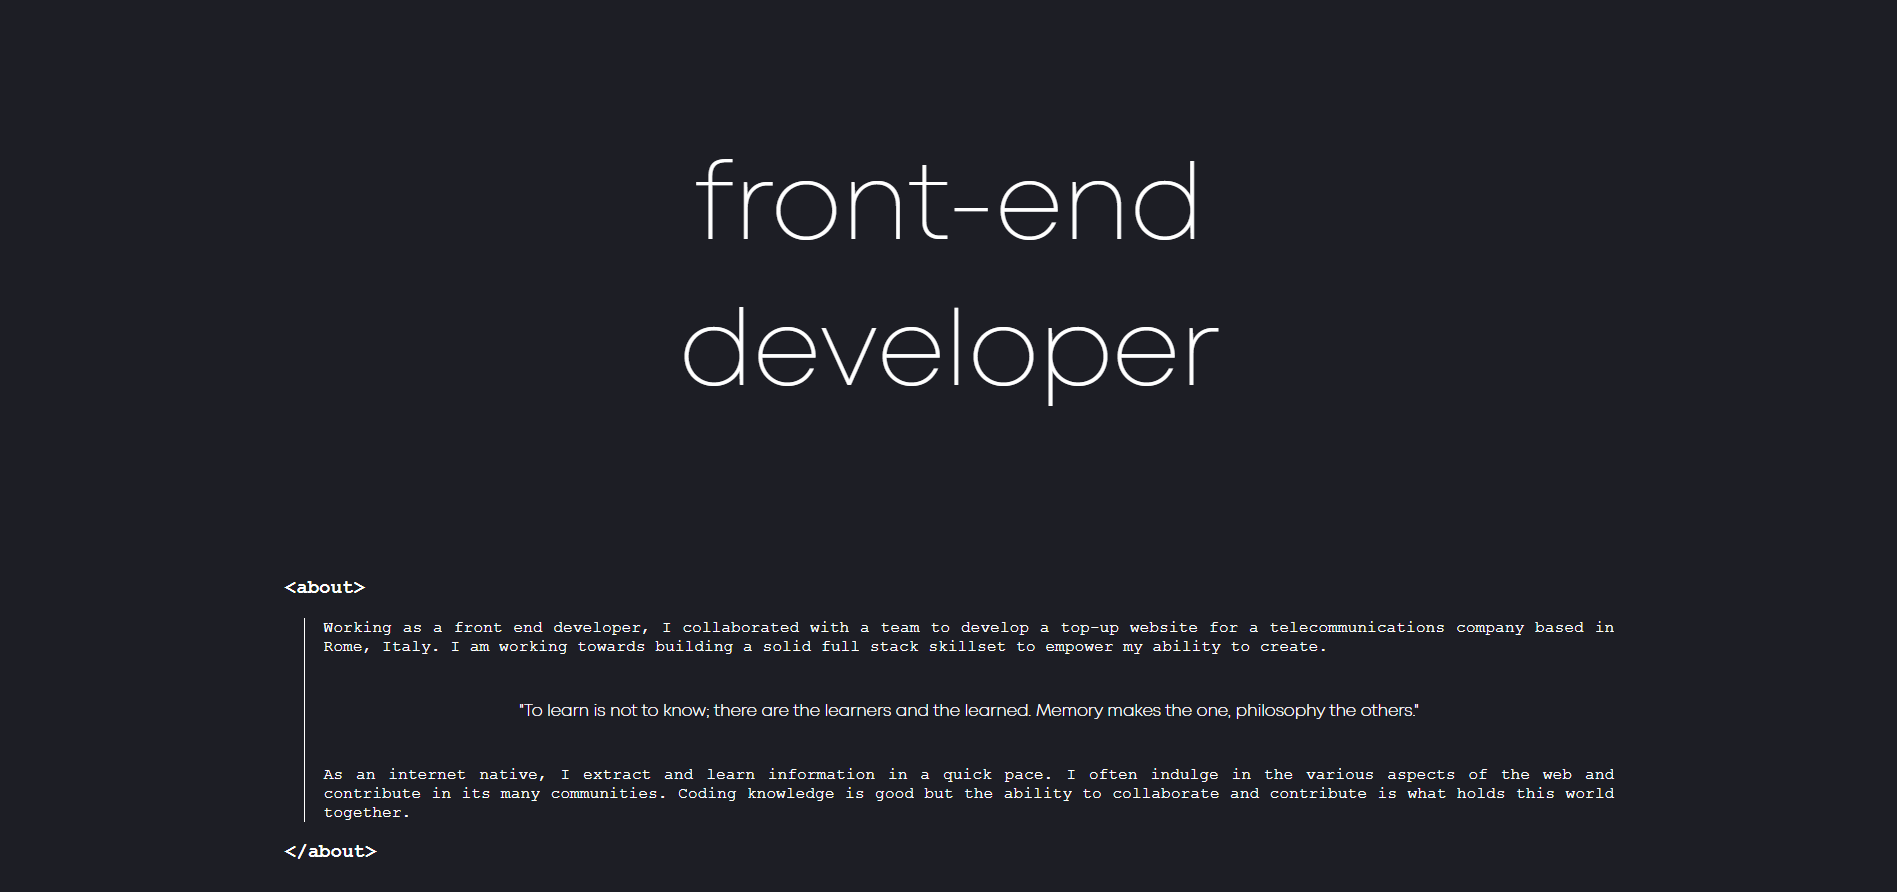 front-end
developer
<about>
Working as a front end developer, I collaborated with a team to develop a top-up website for a telecommunications company based in
Rome, Italy. I am working towards building a solid full stack skillset to empower my ability to create.
"To learn is not to know; there are the learners and the learned. Memory makes the one, philosophy the others."
As an internet native, I extract and learn information in a quick pace. I often indulge in the various aspects of the web and
contribute in its many communities. Coding knowledge is good but the ability to collaborate and contribute is what holds this world
together.
</about>